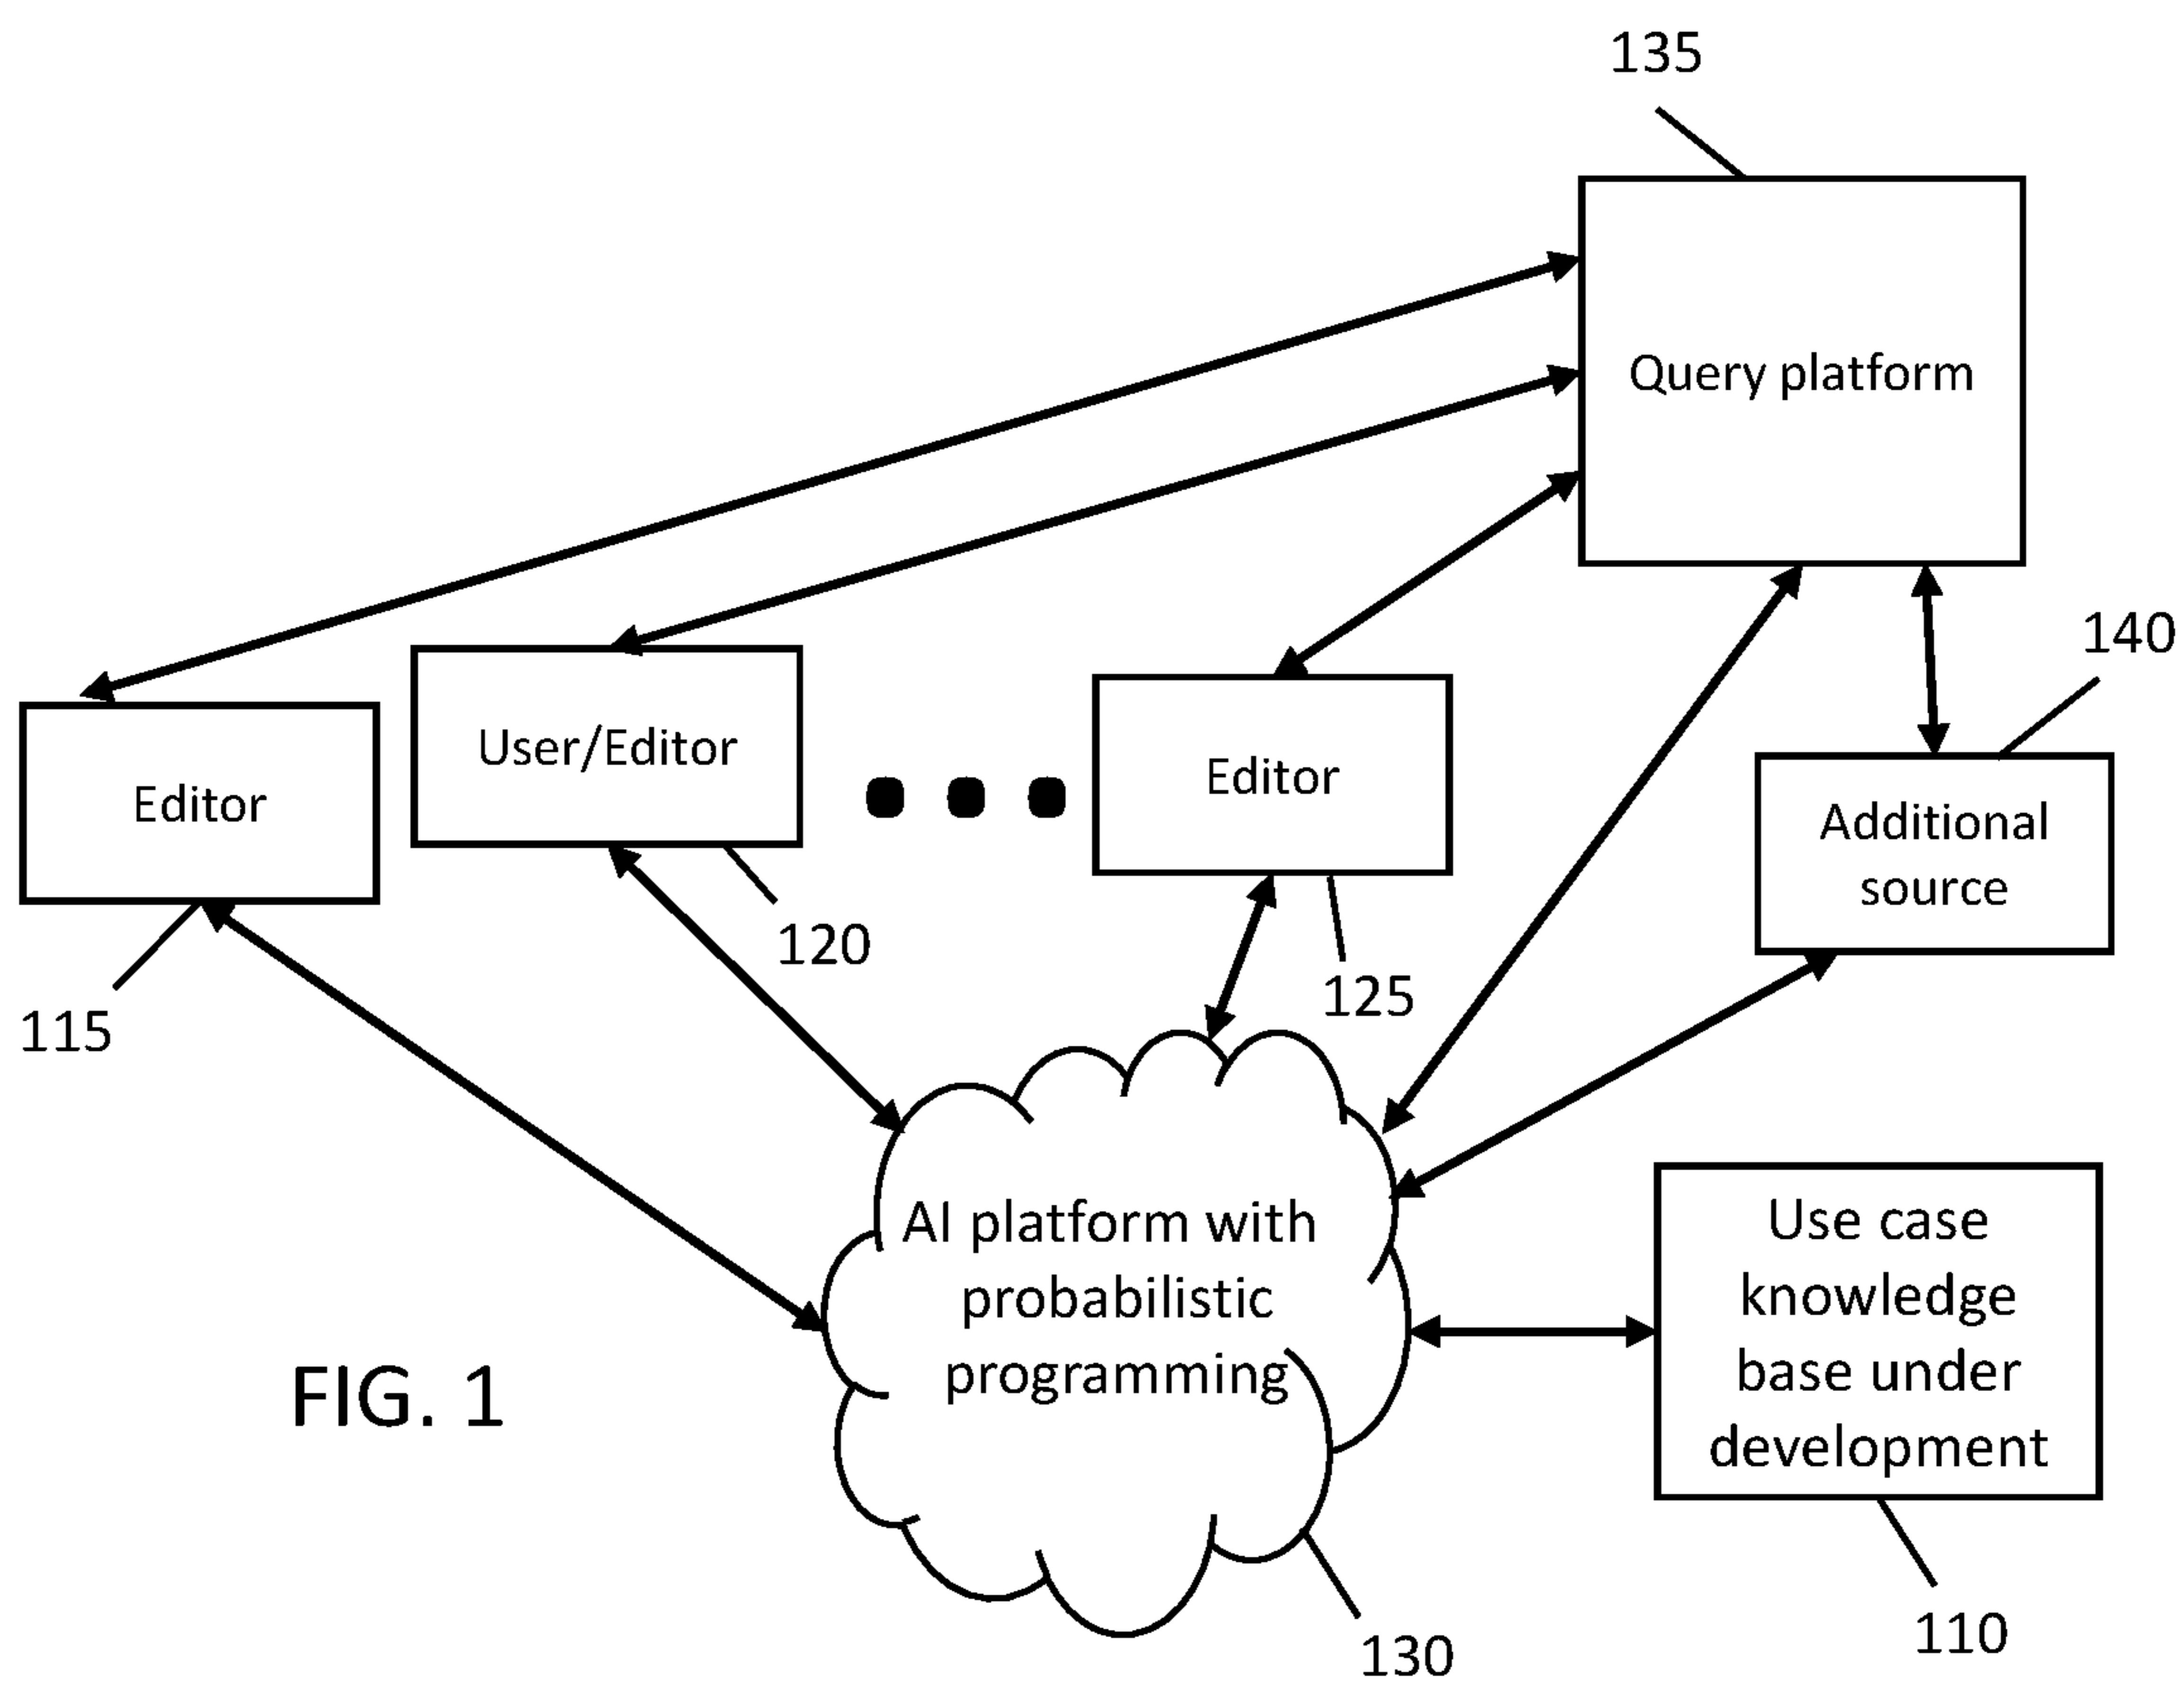 135
Query platform
140
User/Editor
Editor
Editor
Additional
source
120
125
115
AI platform with
probabilistic
programming
Use case
knowledge
base under
development
FIG. 1
110
130